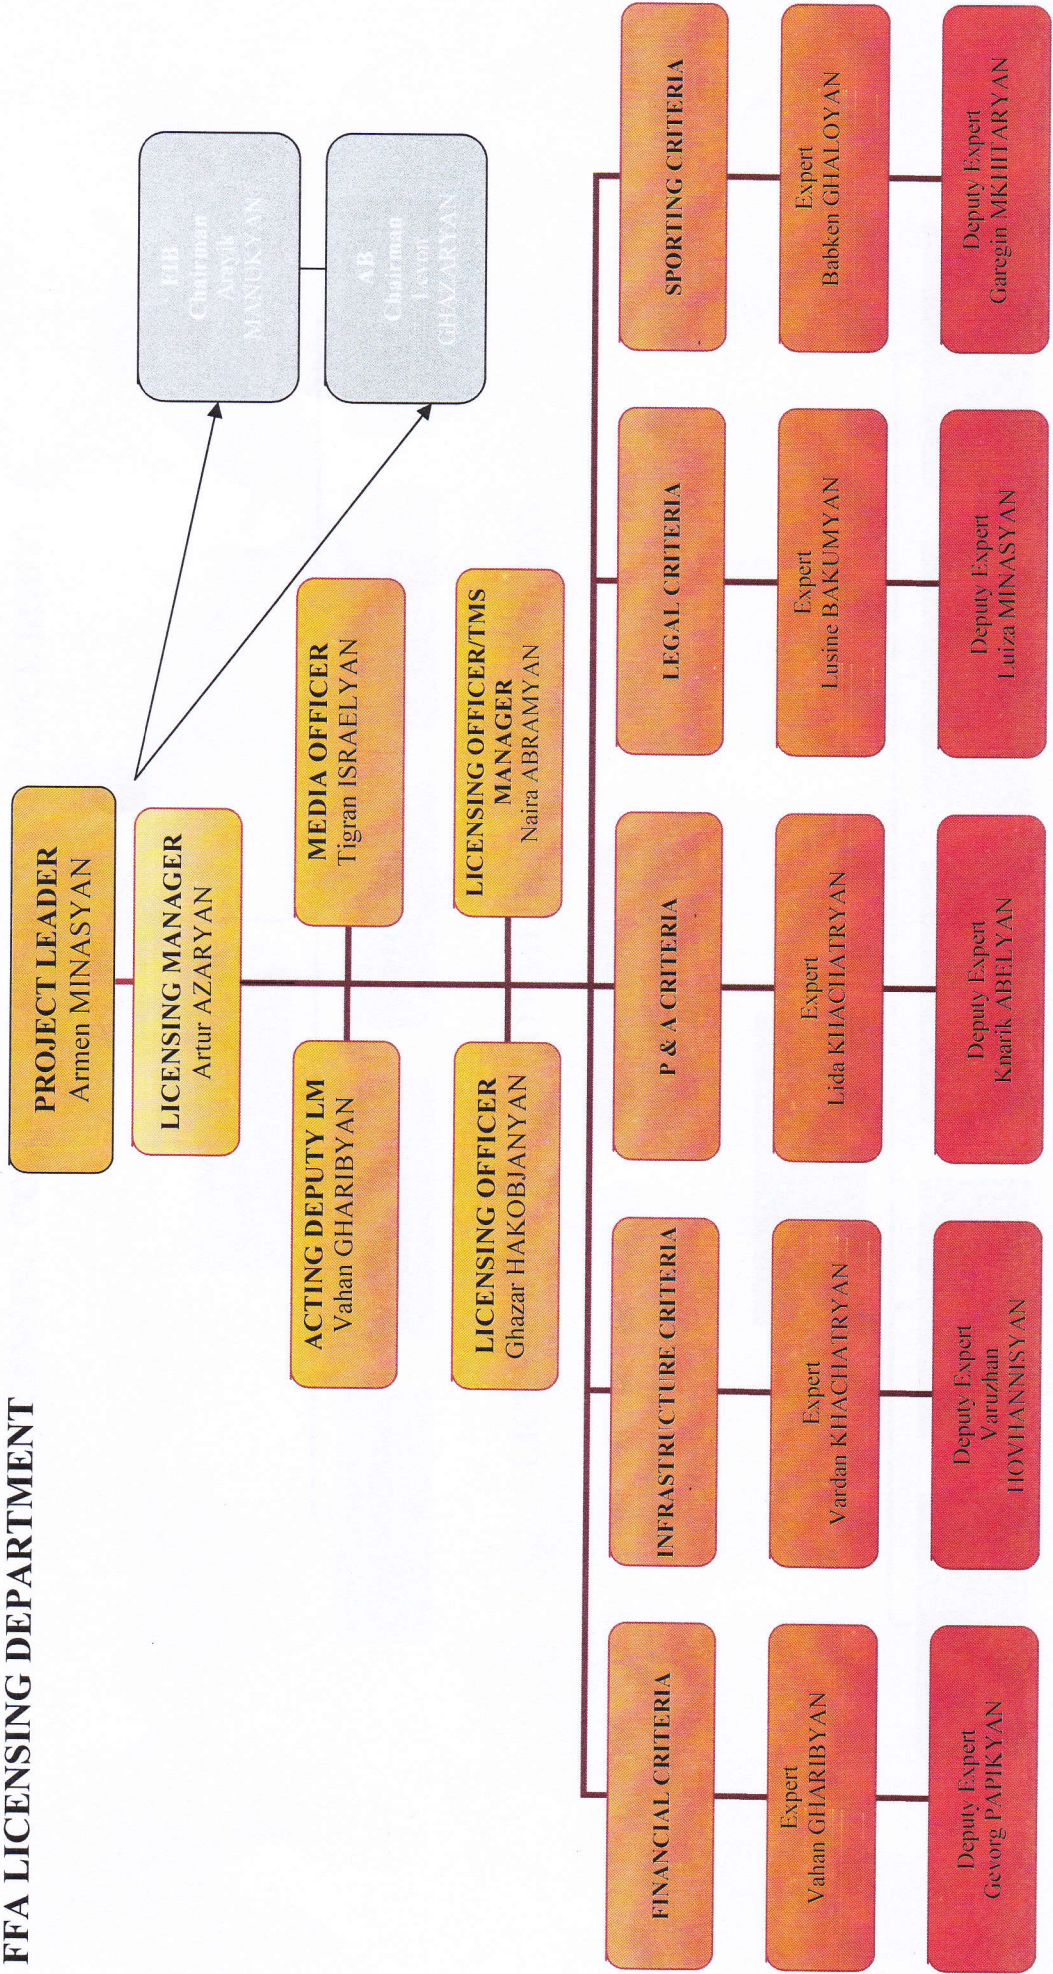 FFA LICENSING DEPARTMENT
PROJECT LEADER
Armen MINASYAN
LICENSING MANAGER
Artur AZARYAN
Chairman
Arayik
MANUKYAN
AB
Chairman
Levon
GHAZARYAN
ACTING DEPUTY LM
Vahan GHARIBYAN
MEDIA OFFICER
Tigran ISRAELYAN
LICENSING OFFICER
Ghazar HAKOBJANYAN
LICENSING OFFICER/TMS
MANAGER
Naira ABRAMYAN
FINANCIAL CRITERIA
Expert
Vahan GHARIBYAN
Deputy Expert
Gevorg PAPIKYAN
INFRASTRUCTURE CRITERIA
Expert
Vardan KHACHATRYAN
Deputy Expert
Varuzhan
HOVHANNISYAN
P & A CRITERIA
Expert
Lida KHACHATRYAN
Deputy Expert
Knarik ABELYAN
LEGAL CRITERIA
Expert
Lusine BAKUMYAN
Deputy Expert
Luiza MINASYAN
SPORTING CRITERIA
Expert
Babken GHALOYAN
Deputy Expert
Garegin MKHITARYAN